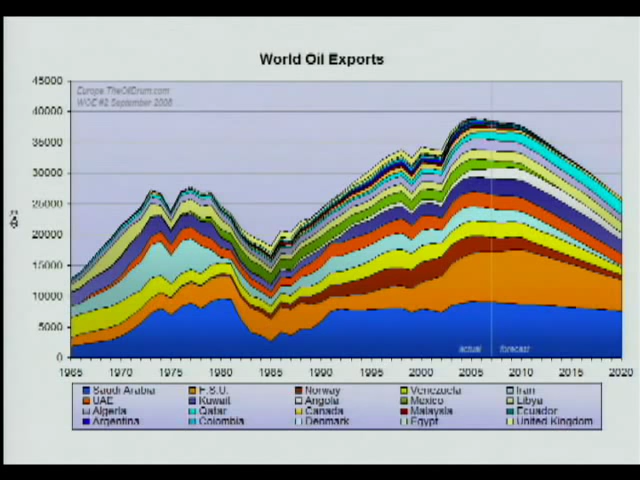 World Oil Exports
Europe.TheOilDrum.com
WOE #2 September 2008
45000
40000
35000
30000
25000
20000
15000
10000
5000
0
actual forecast
1965 1970 1975 1980 1985 1990 1995 2000 2005 2010 2015 2020
Saudi Arabia F.S.U. Norway Venezuela Iran
UAE Kuwait Angola Mexico Libya
Algeria Qatar Canada Malaysia Ecuador
Argentina Colombia Denmark Egypt United Kingdom